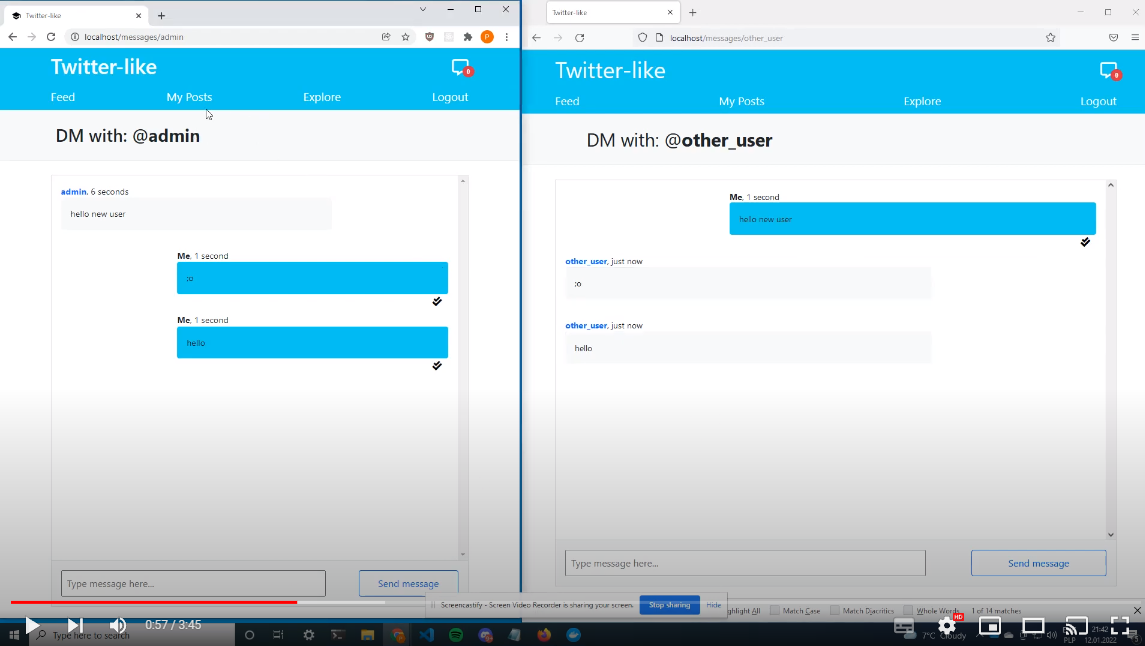 Twitter-like
localhost/messages/admin
P
Twitter-like
0
Feed
My Posts
Explore
Logout
DM with: @admin
admin, 6 seconds
hello new user
Me, 1 second
:o
Me, 1 second
hello
Type message here...
Send message
Twitter-like
localhost/messages/other_user
Twitter-like
0
Feed
My Posts
Explore
Logout
DM with: @other_user
Me, 1 second
hello new user
other_user, just now
:o
other_user, just now
hello
Type message here...
Send message
Screencastify - Screen Video Recorder is sharing your screen.
Stop sharing
Hide
Match Case
Match Diacritics
Whole Words
1 of 14 matches
0:57 / 3:45
HD
Type here to search
7°C Cloudy
PLP
21:42
12.01.2022
5